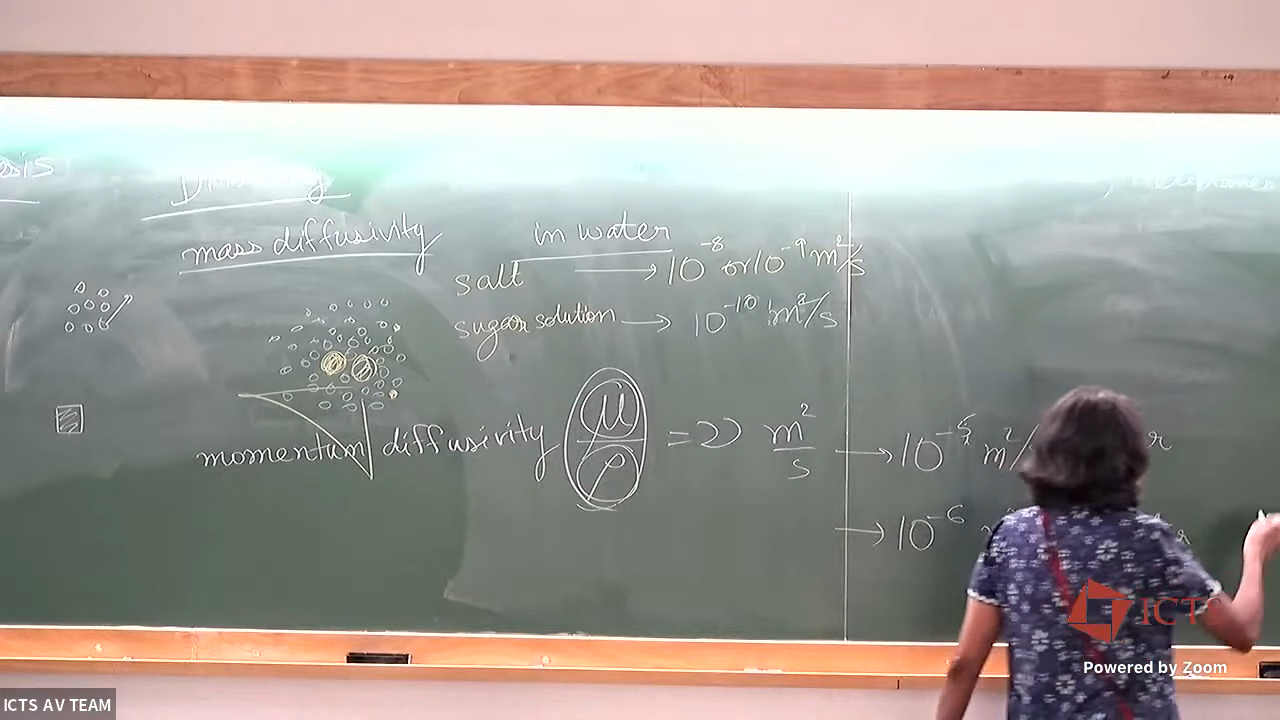 sis
Diffusivity
mass diffusivity
in water
salt → 10⁻⁸ or 10⁻⁹ m²/s
sugar solution → 10⁻¹⁰ m²/s
momentum diffusivity μ/ρ = ν m²/s → 10⁻⁵ m²/
→ 10⁻⁶
ICTS
Powered by Zoom
ICTS AV TEAM